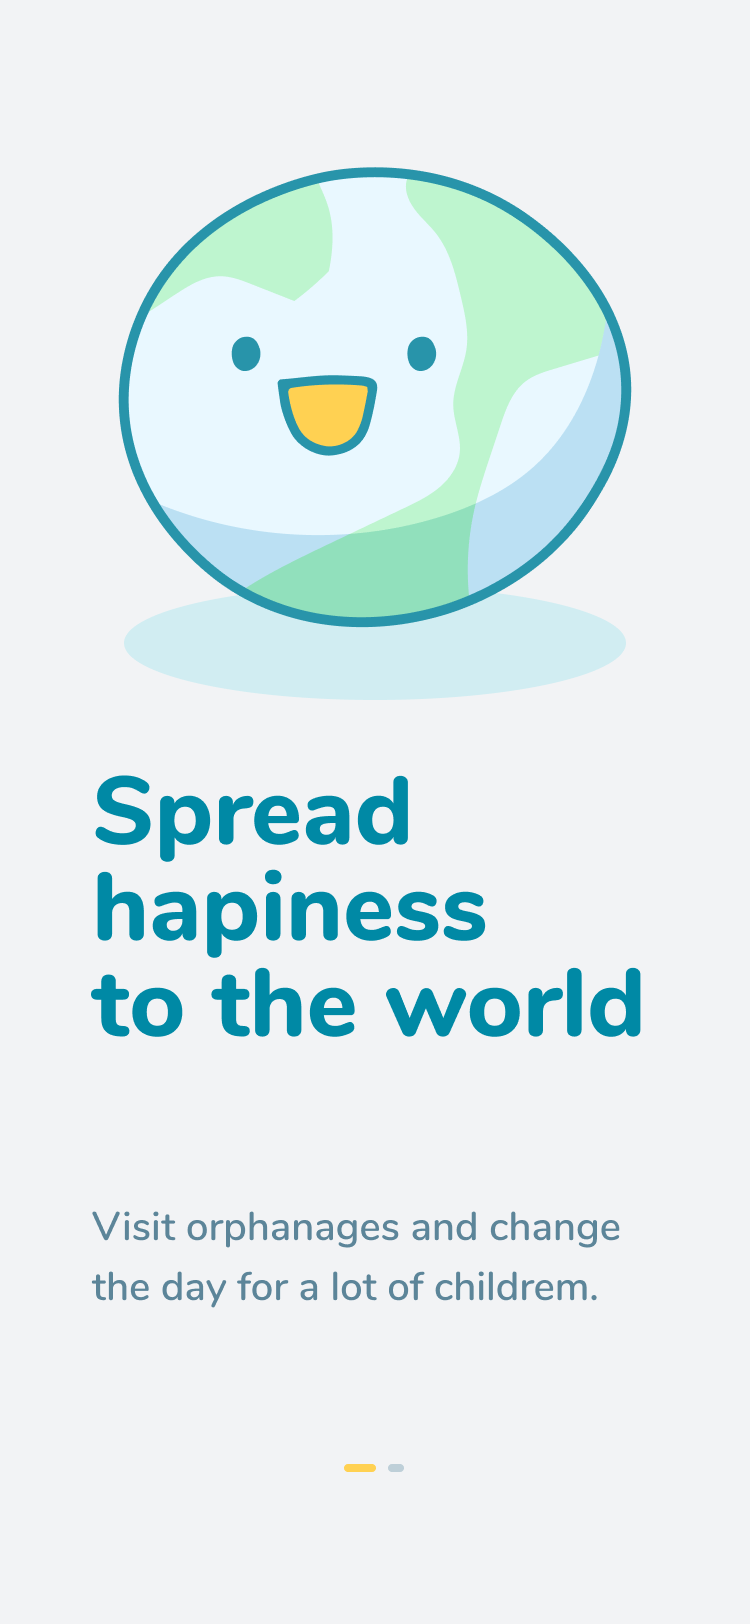 Spread
hapiness
to the world
Visit orphanages and change
the day for a lot of childrem.